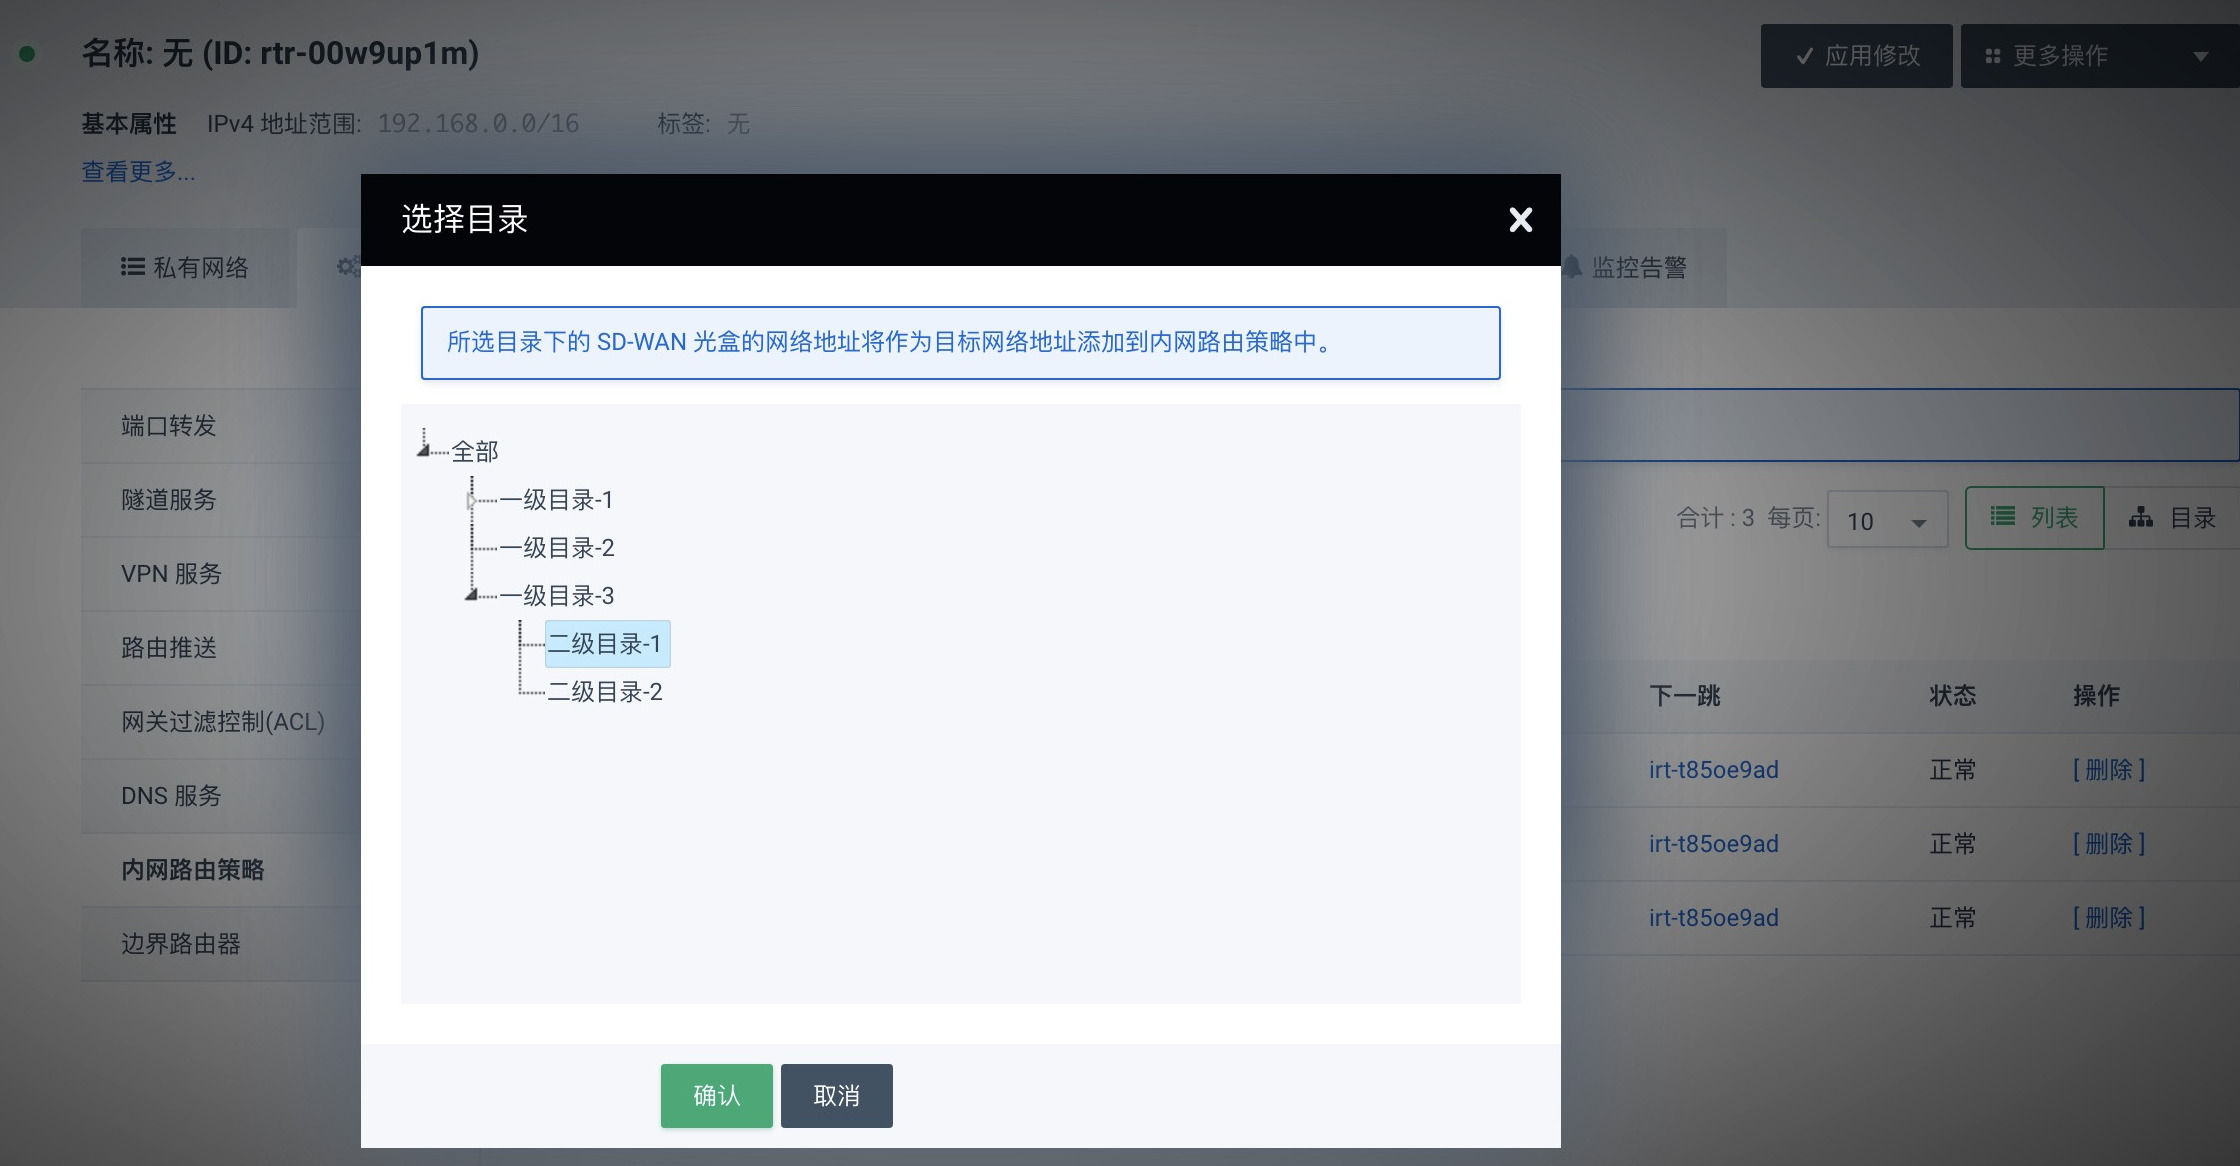 名称: 无 (ID: rtr-00w9up1m)
应用修改
更多操作
基本属性 IPv4 地址范围: 192.168.0.0/16 标签: 无
查看更多...
选择目录
私有网络
监控告警
所选目录下的 SD-WAN 光盒的网络地址将作为目标网络地址添加到内网路由策略中。
端口转发
隧道服务
VPN 服务
路由推送
网关过滤控制(ACL)
DNS 服务
内网路由策略
边界路由器
全部
一级目录-1
一级目录-2
一级目录-3
二级目录-1
二级目录-2
合计 : 3 每页: 10
列表
目录
下一跳 状态 操作
irt-t85oe9ad 正常 [ 删除 ]
irt-t85oe9ad 正常 [ 删除 ]
irt-t85oe9ad 正常 [ 删除 ]
确认
取消